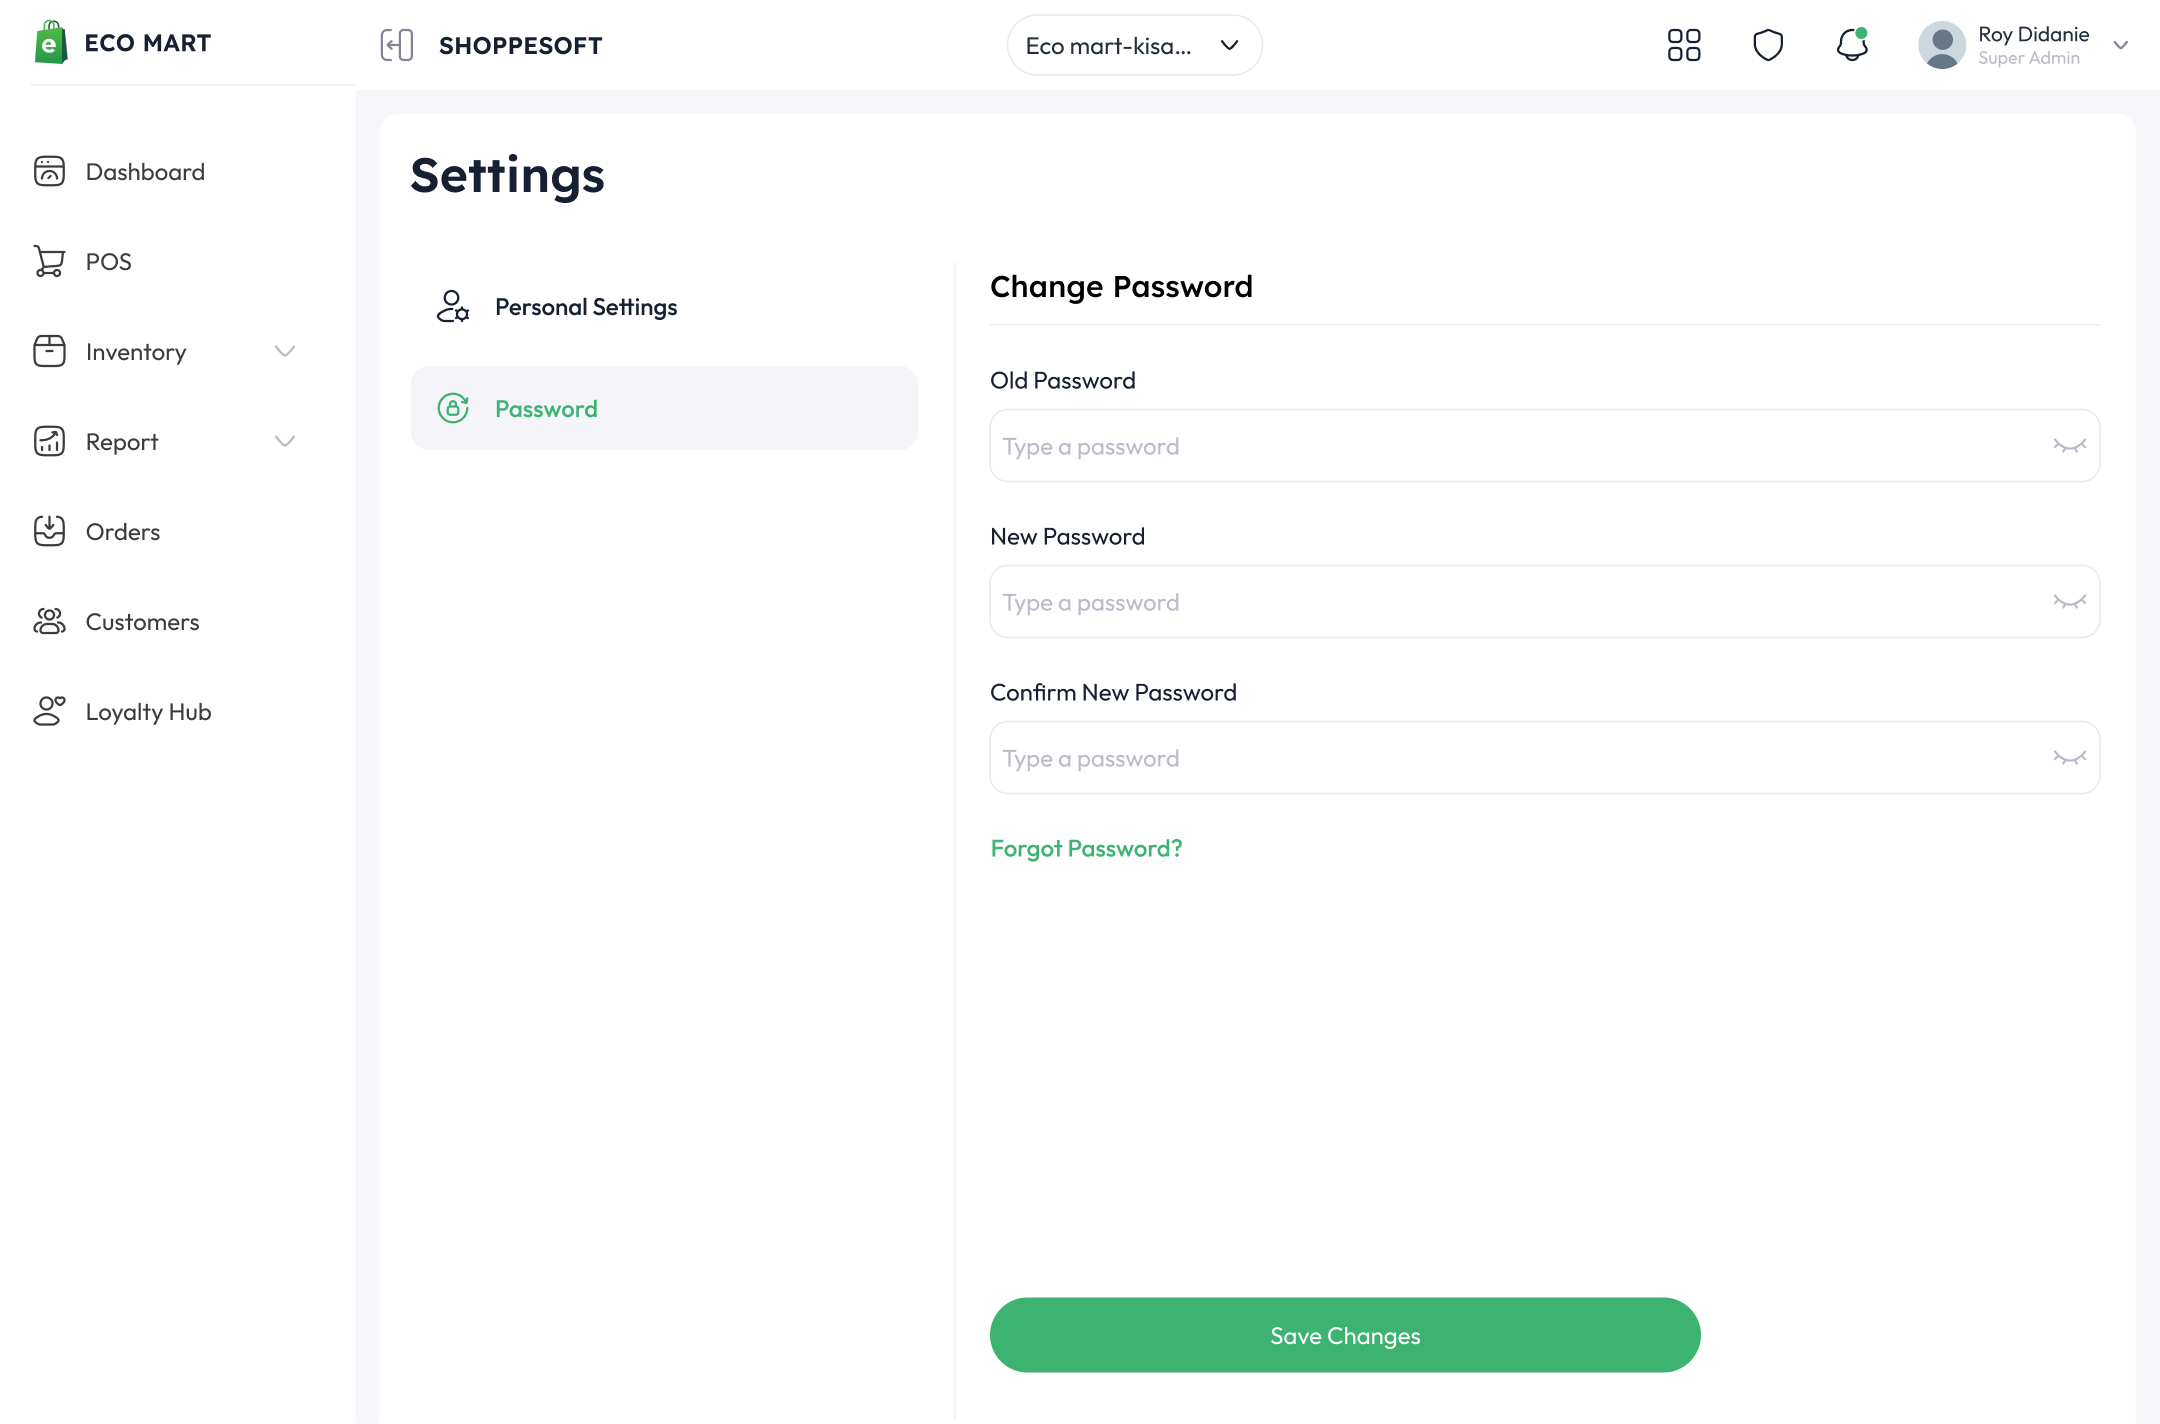 ECO MART
SHOPPESOFT
Eco mart-kisa...
Roy Didanie
Super Admin
Dashboard
POS
Inventory
Report
Orders
Customers
Loyalty Hub
Settings
Personal Settings
Password
Change Password
Old Password
Type a password
New Password
Type a password
Confirm New Password
Type a password
Forgot Password?
Save Changes